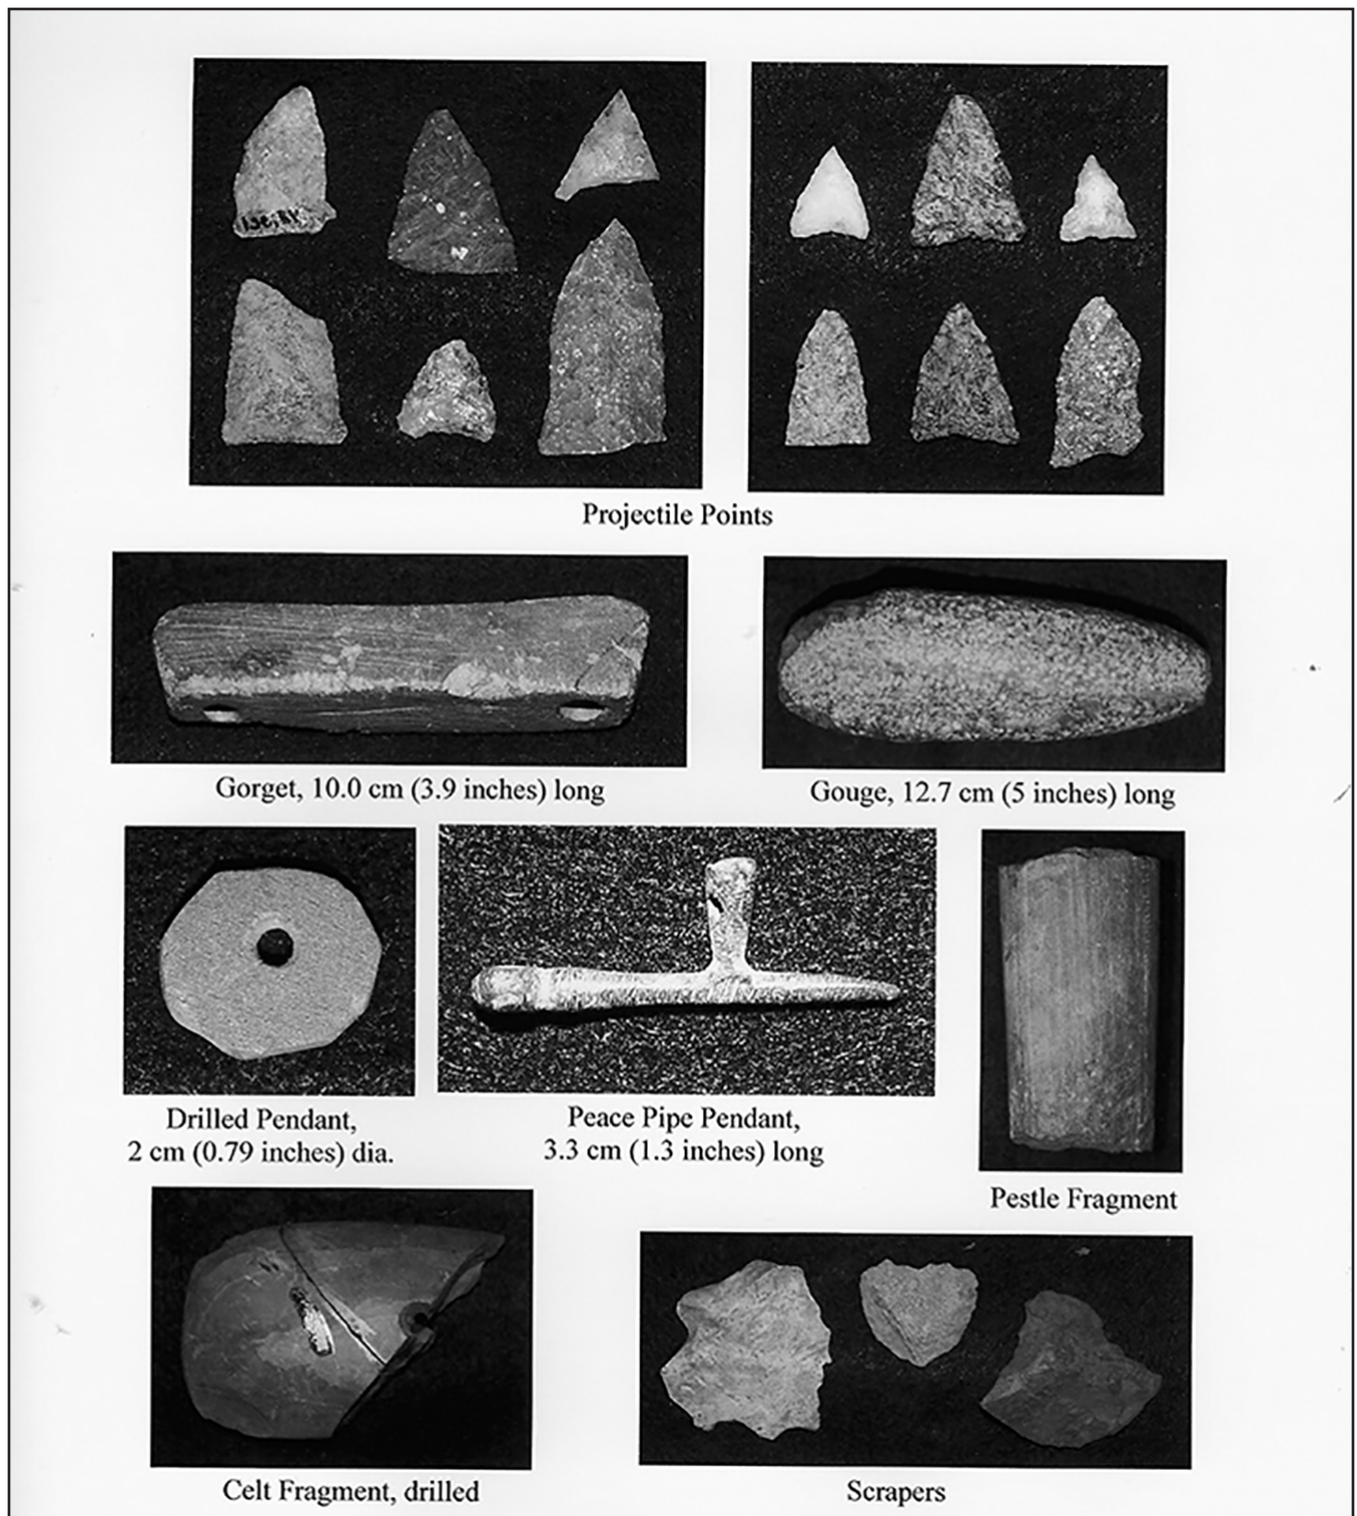 Projectile Points
Gorget, 10.0 cm (3.9 inches) long
Gouge, 12.7 cm (5 inches) long
Drilled Pendant,
2 cm (0.79 inches) dia.
Peace Pipe Pendant,
3.3 cm (1.3 inches) long
Pestle Fragment
Celt Fragment, drilled
Scrapers